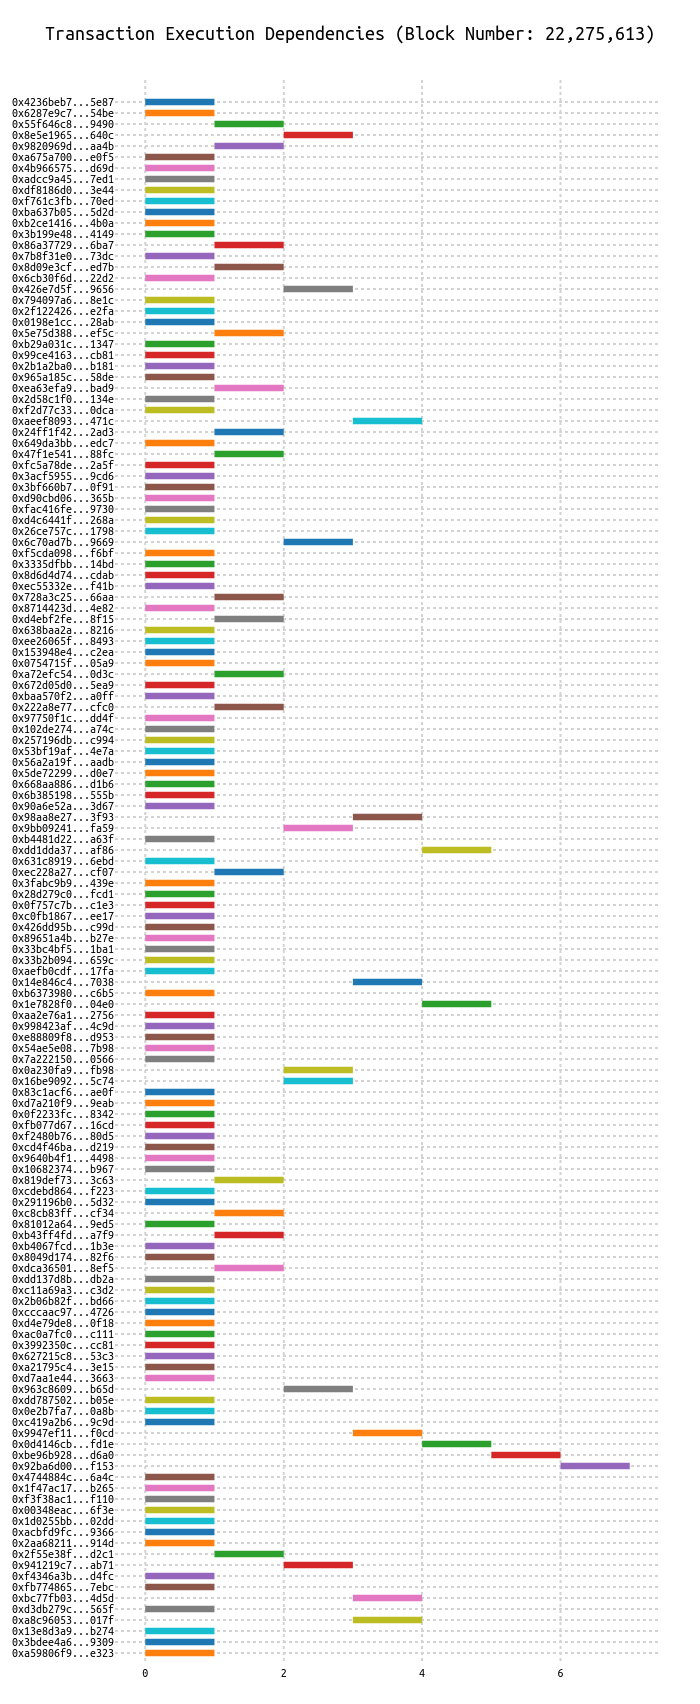 Transaction Execution Dependencies (Block Number: 22,275,613)
0x4236beb7...5e87
0x6287e9c7...54be
0x55f646c8...9490
0x8e5e1965...640c
0x9820969d...aa4b
0xa675a700...e0f5
0x4b966575...d69d
0xadcc9a45...7ed1
0xdf8186d0...3e44
0xf761c3fb...70ed
0xba637b05...5d2d
0xb2ce1416...4b0a
0x3b199e48...4149
0x86a37729...6ba7
0x7b8f31e0...73dc
0x8d09e3cf...ed7b
0x6cb30f6d...22d2
0x426e7d5f...9656
0x794097a6...8e1c
0x2f122426...e2fa
0x0198e1cc...28ab
0x5e75d388...ef5c
0xb29a031c...1347
0x99ce4163...cb81
0x2b1a2ba0...b181
0x965a185c...58de
0xea63efa9...bad9
0x2d58c1f0...134e
0xf2d77c33...0dca
0xaeef8093...471c
0x24ff1f42...2ad3
0x649da3bb...edc7
0x47f1e541...88fc
0xfc5a78de...2a5f
0x3acf5955...9cd6
0x3bf660b7...0f91
0xd90cbd06...365b
0xfac416fe...9730
0xd4c6441f...268a
0x26ce757c...1798
0x6c70ad7b...9669
0xf5cda098...f6bf
0x3335dfbb...14bd
0x8d6d4d74...cdab
0xec55332e...f41b
0x728a3c25...66aa
0x8714423d...4e82
0xd4ebf2fe...8f15
0x638baa2a...8216
0xee26065f...8493
0x153948e4...c2ea
0x0754715f...05a9
0xa72efc54...0d3c
0x672d05d0...5ea9
0xbaa570f2...a0ff
0x222a8e77...cfc0
0x97750f1c...dd4f
0x102de274...a74c
0x257196db...c994
0x53bf19af...4e7a
0x56a2a19f...aadb
0x5de72299...d0e7
0x668aa886...d1b6
0x6b385198...555b
0x90a6e52a...3d67
0x98aa8e27...3f93
0x9bb09241...fa59
0xb4481d22...a63f
0xdd1dda37...af86
0x631c8919...6ebd
0xec228a27...cf07
0x3fabc9b9...439e
0x28d279c0...fcd1
0x0f757c7b...c1e3
0xc0fb1867...ee17
0x426dd95b...c99d
0x89651a4b...b27e
0x33bc4bf5...1ba1
0x33b2b094...659c
0xaefb0cdf...17fa
0x14e846c4...7038
0xb6373980...c6b5
0x1e7828f0...04e0
0xaa2e76a1...2756
0x998423af...4c9d
0xe88809f8...d953
0x54ae5e08...7b98
0x7a222150...0566
0x0a230fa9...fb98
0x16be9092...5c74
0x83c1acf6...ae0f
0xd7a210f9...9eab
0x0f2233fc...8342
0xfb077d67...16cd
0xf2480b76...80d5
0xcd4f46ba...d219
0x9640b4f1...4498
0x10682374...b967
0x819def73...3c63
0xcdebd864...f223
0x291196b0...5d32
0xc8cb83ff...cf34
0x81012a64...9ed5
0xb43ff4fd...a7f9
0xb4067fcd...1b3e
0x8049d174...82f6
0xdca36501...8ef5
0xdd137d8b...db2a
0xc11a69a3...c3d2
0x2b06b82f...bd66
0xcccaac97...4726
0xd4e79de8...0f18
0xac0a7fc0...c111
0x3992350c...cc81
0x627215c8...53c3
0xa21795c4...3e15
0xd7aa1e44...3663
0x963c8609...b65d
0xdd787502...b05e
0x0e2b7fa7...0a8b
0xc419a2b6...9c9d
0x9947ef11...f0cd
0x0d4146cb...fd1e
0xbe96b928...d6a0
0x92ba6d00...f153
0x4744884c...6a4c
0x1f47ac17...b265
0xf3f38ac1...f110
0x00348eac...6f3e
0x1d0255bb...02dd
0xacbfd9fc...9366
0x2aa68211...914d
0x2f55e38f...d2c1
0x941219c7...ab71
0xf4346a3b...d4fc
0xfb774865...7ebc
0xbc77fb03...4d5d
0xd3db279c...565f
0xa8c96053...017f
0x13e8d3a9...b274
0x3bdee4a6...9309
0xa59806f9...e323
0 2 4 6